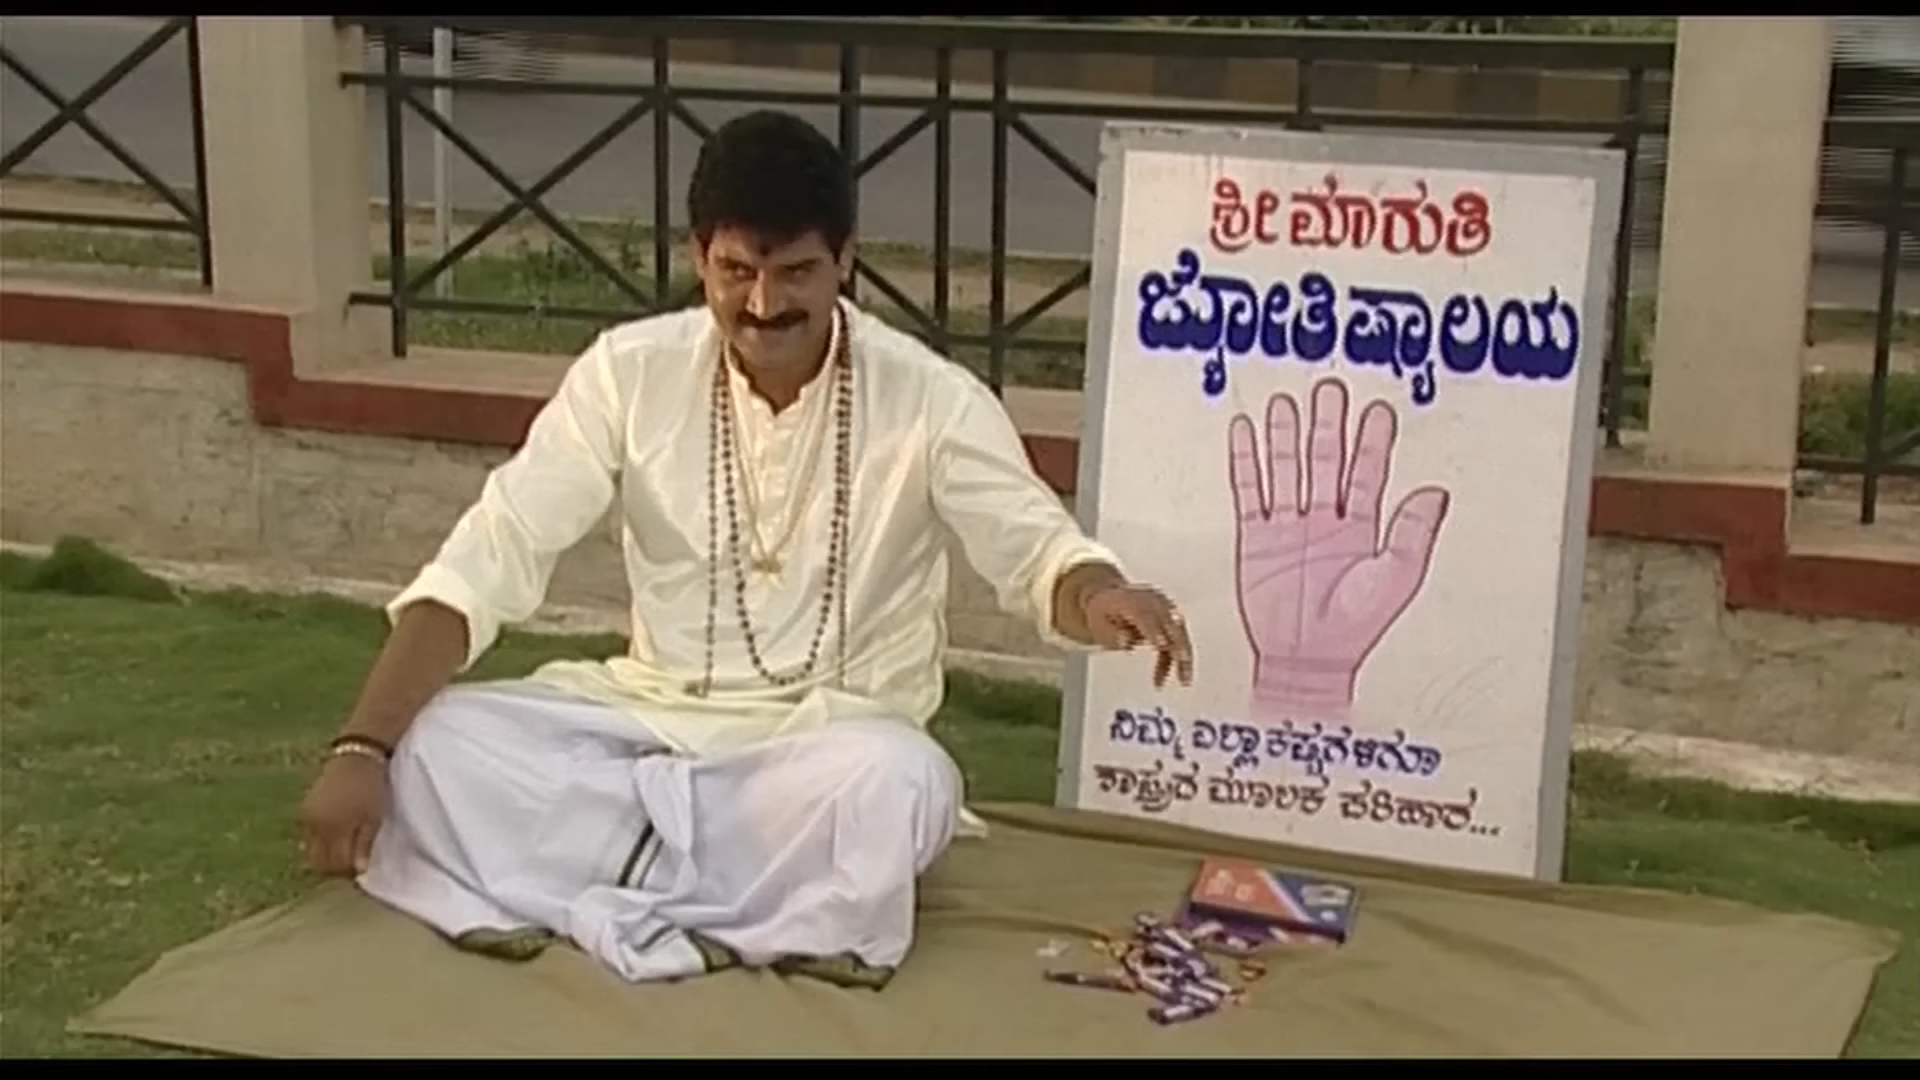 ಶ್ರೀ ಮಾರುತಿ
ಜ್ಯೋತಿಷ್ಯಾಲಯ
ನಿಮ್ಮ ಎಲ್ಲಾ ಕಷ್ಟಗಳಿಗೂ
ಶಾಸ್ತ್ರದ ಮೂಲಕ ಪರಿಹಾರ...